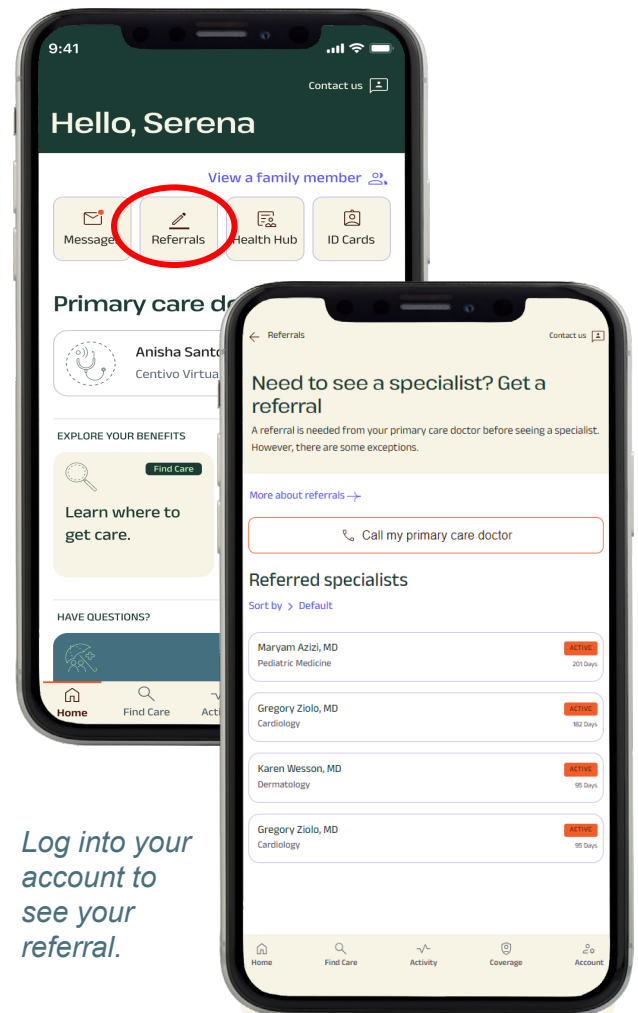 9:41
Contact us
Hello, Serena
View a family member
Message
Referrals
Health Hub
ID Cards
Primary care
Anisha Santo
Centivo Virtua
EXPLORE YOUR BENEFITS
Find Care
Learn where to
get care.
HAVE QUESTIONS?
Home
Find Care
Acti
Referrals
Contact us
Need to see a specialist? Get a
referral
A referral is needed from your primary care doctor before seeing a specialist.
However, there are some exceptions.
More about referrals
Call my primary care doctor
Referred specialists
Sort by > Default
Maryam Azizi, MD
ACTIVE
Pediatric Medicine
201 Days
Gregory Ziolo, MD
ACTIVE
Cardiology
182 Days
Karen Wesson, MD
ACTIVE
Dermatology
95 Days
Gregory Ziolo, MD
ACTIVE
Cardiology
95 Days
Home
Find Care
Activity
Coverage
Account
Log into your
account to
see your
referral.